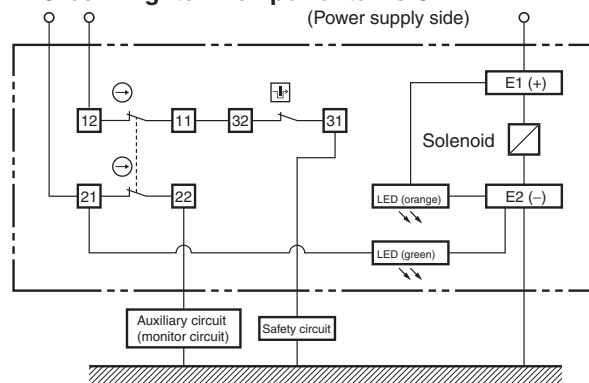 (Power supply side)
E1 (+)
12
11
32
31
Solenoid
21
22
LED (orange)
E2 (−)
LED (green)
Auxiliary circuit
(monitor circuit)
Safety circuit